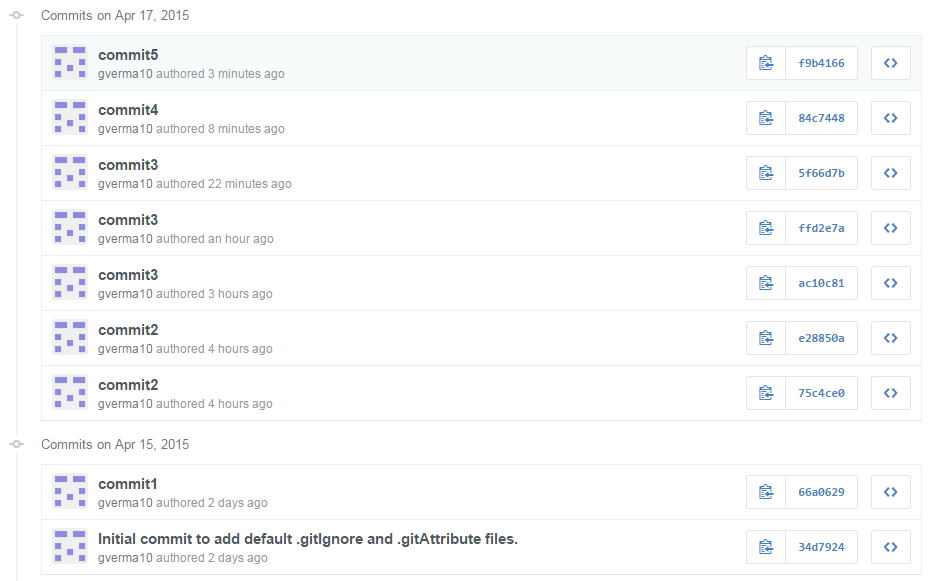 Commits on Apr 17, 2015
commit5
gverma10 authored 3 minutes ago
f9b4166
commit4
gverma10 authored 8 minutes ago
84c7448
commit3
gverma10 authored 22 minutes ago
5f66d7b
commit3
gverma10 authored an hour ago
ffd2e7a
commit3
gverma10 authored 3 hours ago
ac10c81
commit2
gverma10 authored 4 hours ago
e28850a
commit2
gverma10 authored 4 hours ago
75c4ce0
Commits on Apr 15, 2015
commit1
gverma10 authored 2 days ago
66a0629
Initial commit to add default .gitIgnore and .gitAttribute files.
gverma10 authored 2 days ago
34d7924